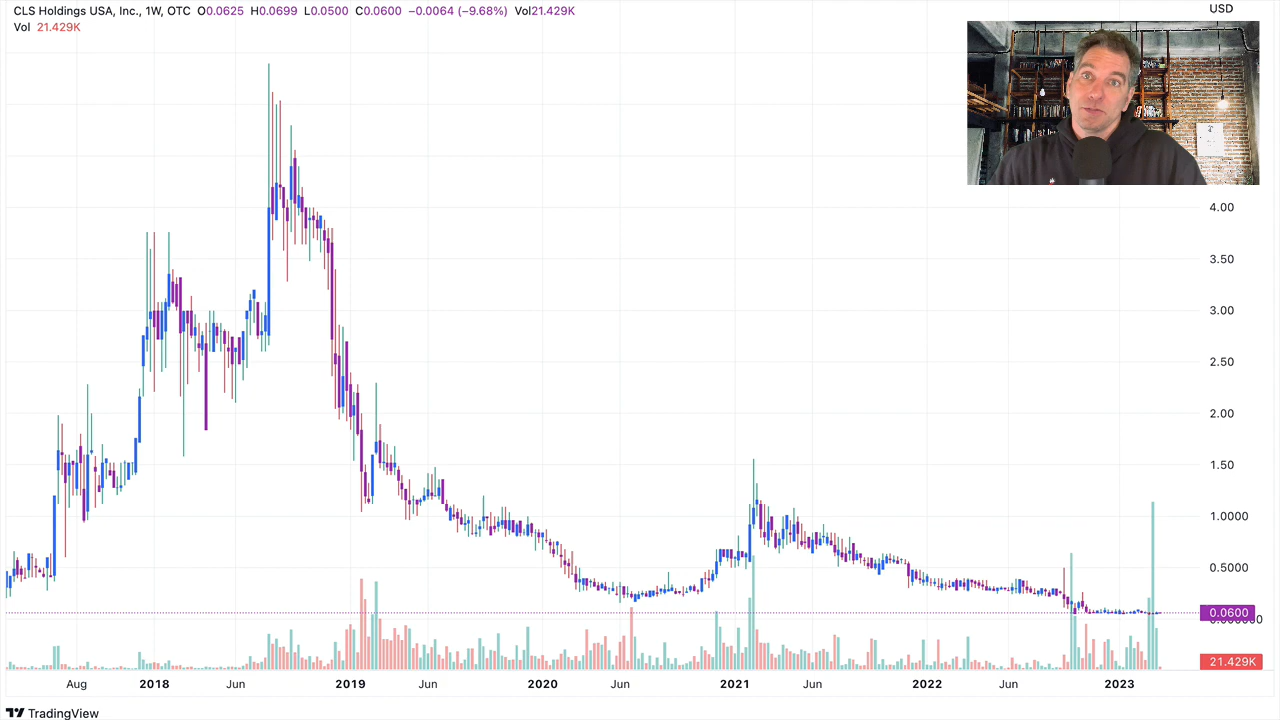 CLS Holdings USA, Inc., 1W, OTC O0.0625 H0.0699 L0.0500 C0.0600 −0.0064 (−9.68%) Vol21.429K
USD
Vol 21.429K
4.00
3.50
3.00
2.50
2.00
1.50
1.0000
0.5000
0.0600
21.429K
Aug 2018 Jun 2019 Jun 2020 Jun 2021 Jun 2022 Jun 2023
TradingView